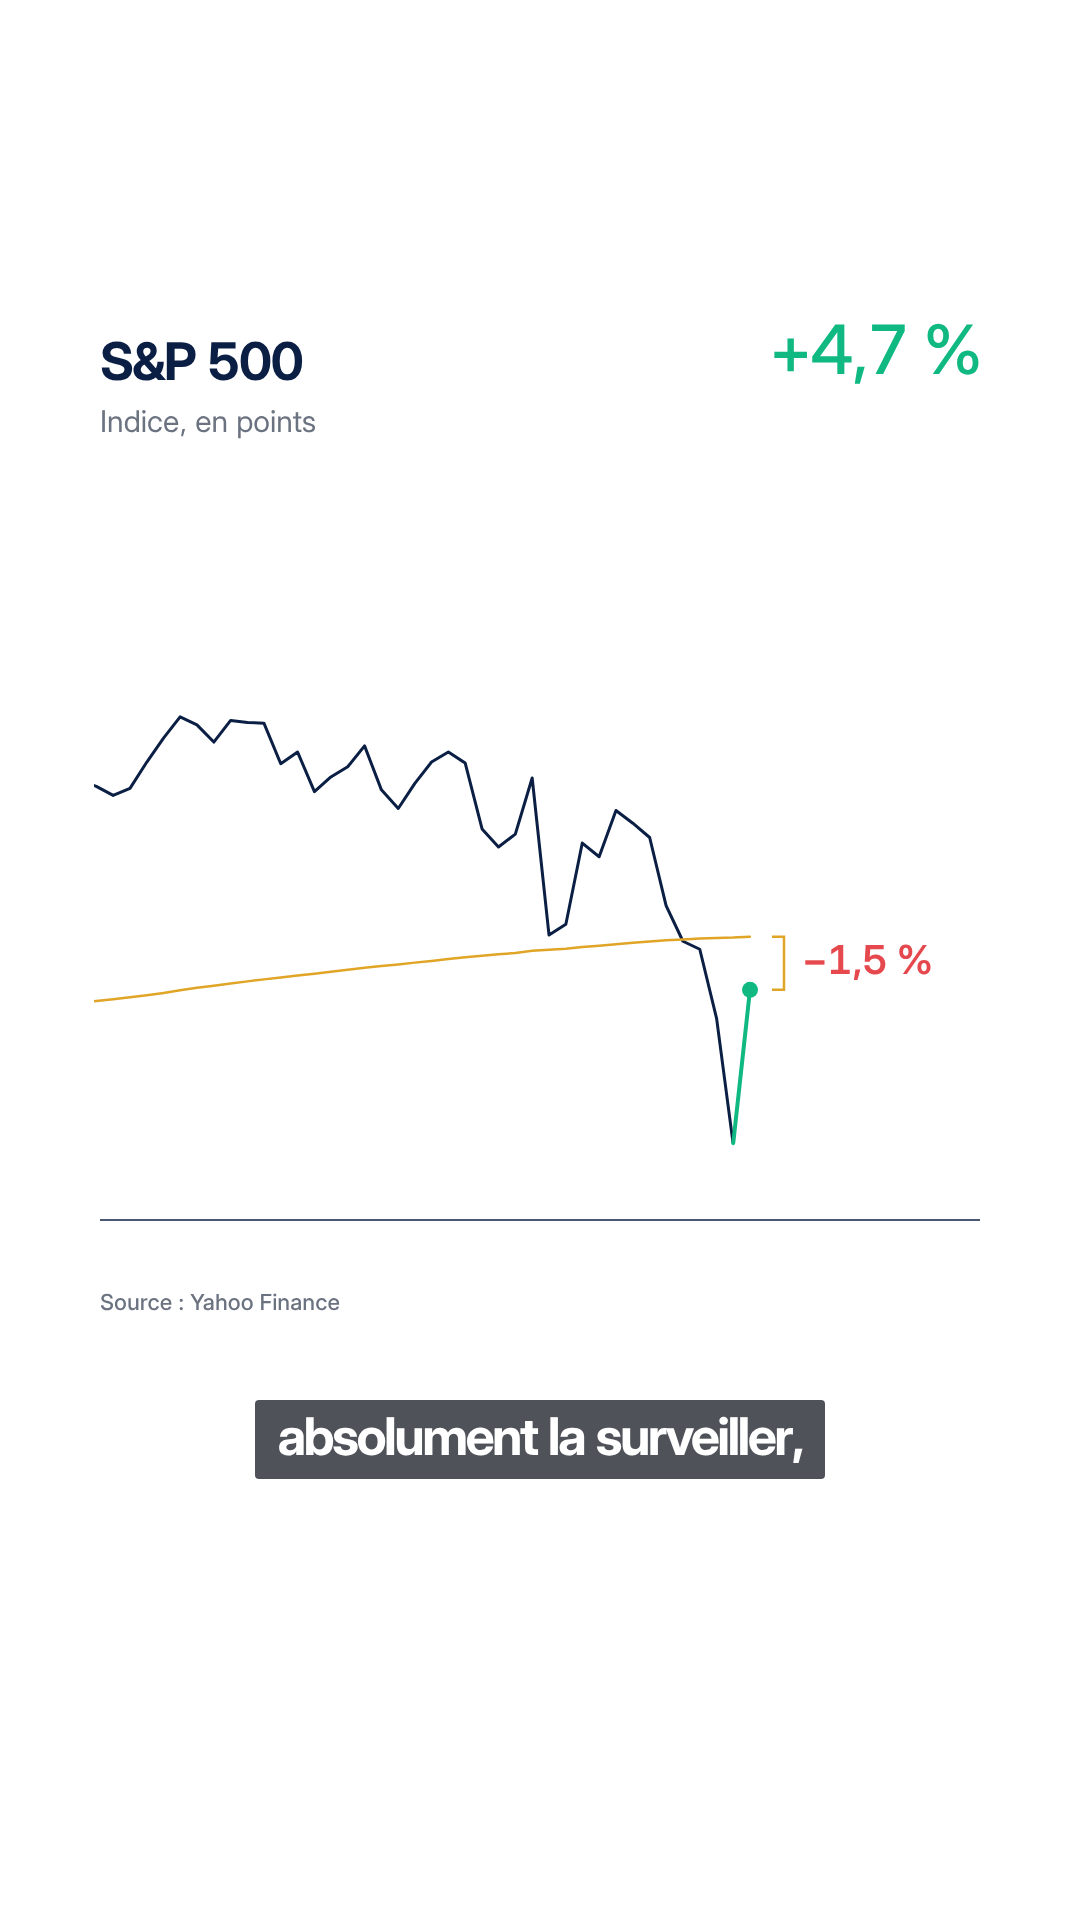 S&P 500
+4,7 %
Indice, en points
−1,5 %
Source : Yahoo Finance
absolument la surveiller,